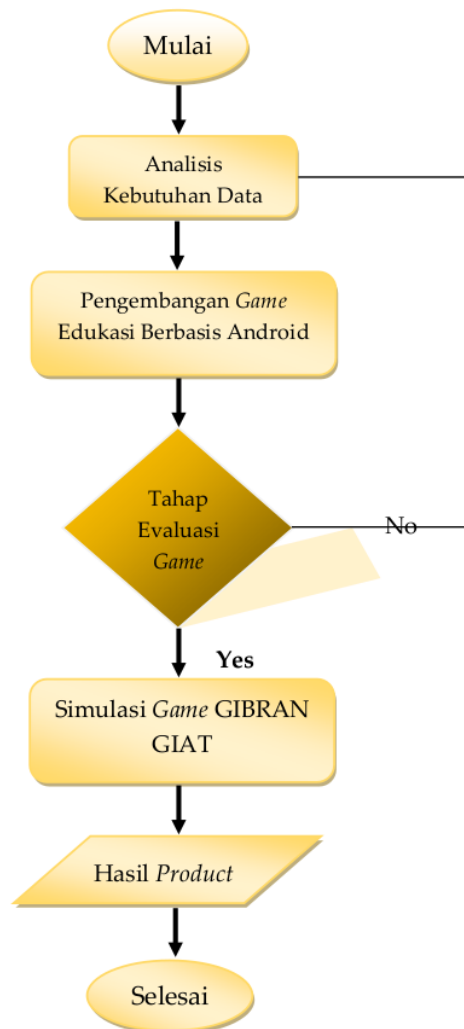 Mulai
Analisis
Kebutuhan Data
Pengembangan Game
Edukasi Berbasis Android
Tahap
Evaluasi
Game
No
Yes
Simulasi Game GIBRAN
GIAT
Hasil Product
Selesai